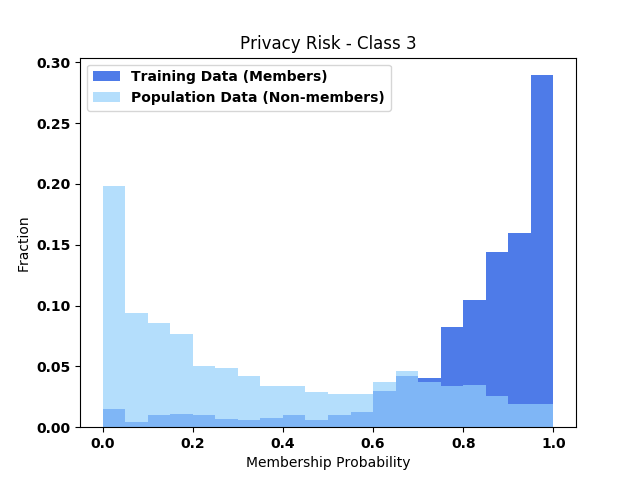 Privacy Risk - Class 3
Training Data (Members)
Population Data (Non-members)
Fraction
0.30
0.25
0.20
0.15
0.10
0.05
0.00
0.0 0.2 0.4 0.6 0.8 1.0
Membership Probability